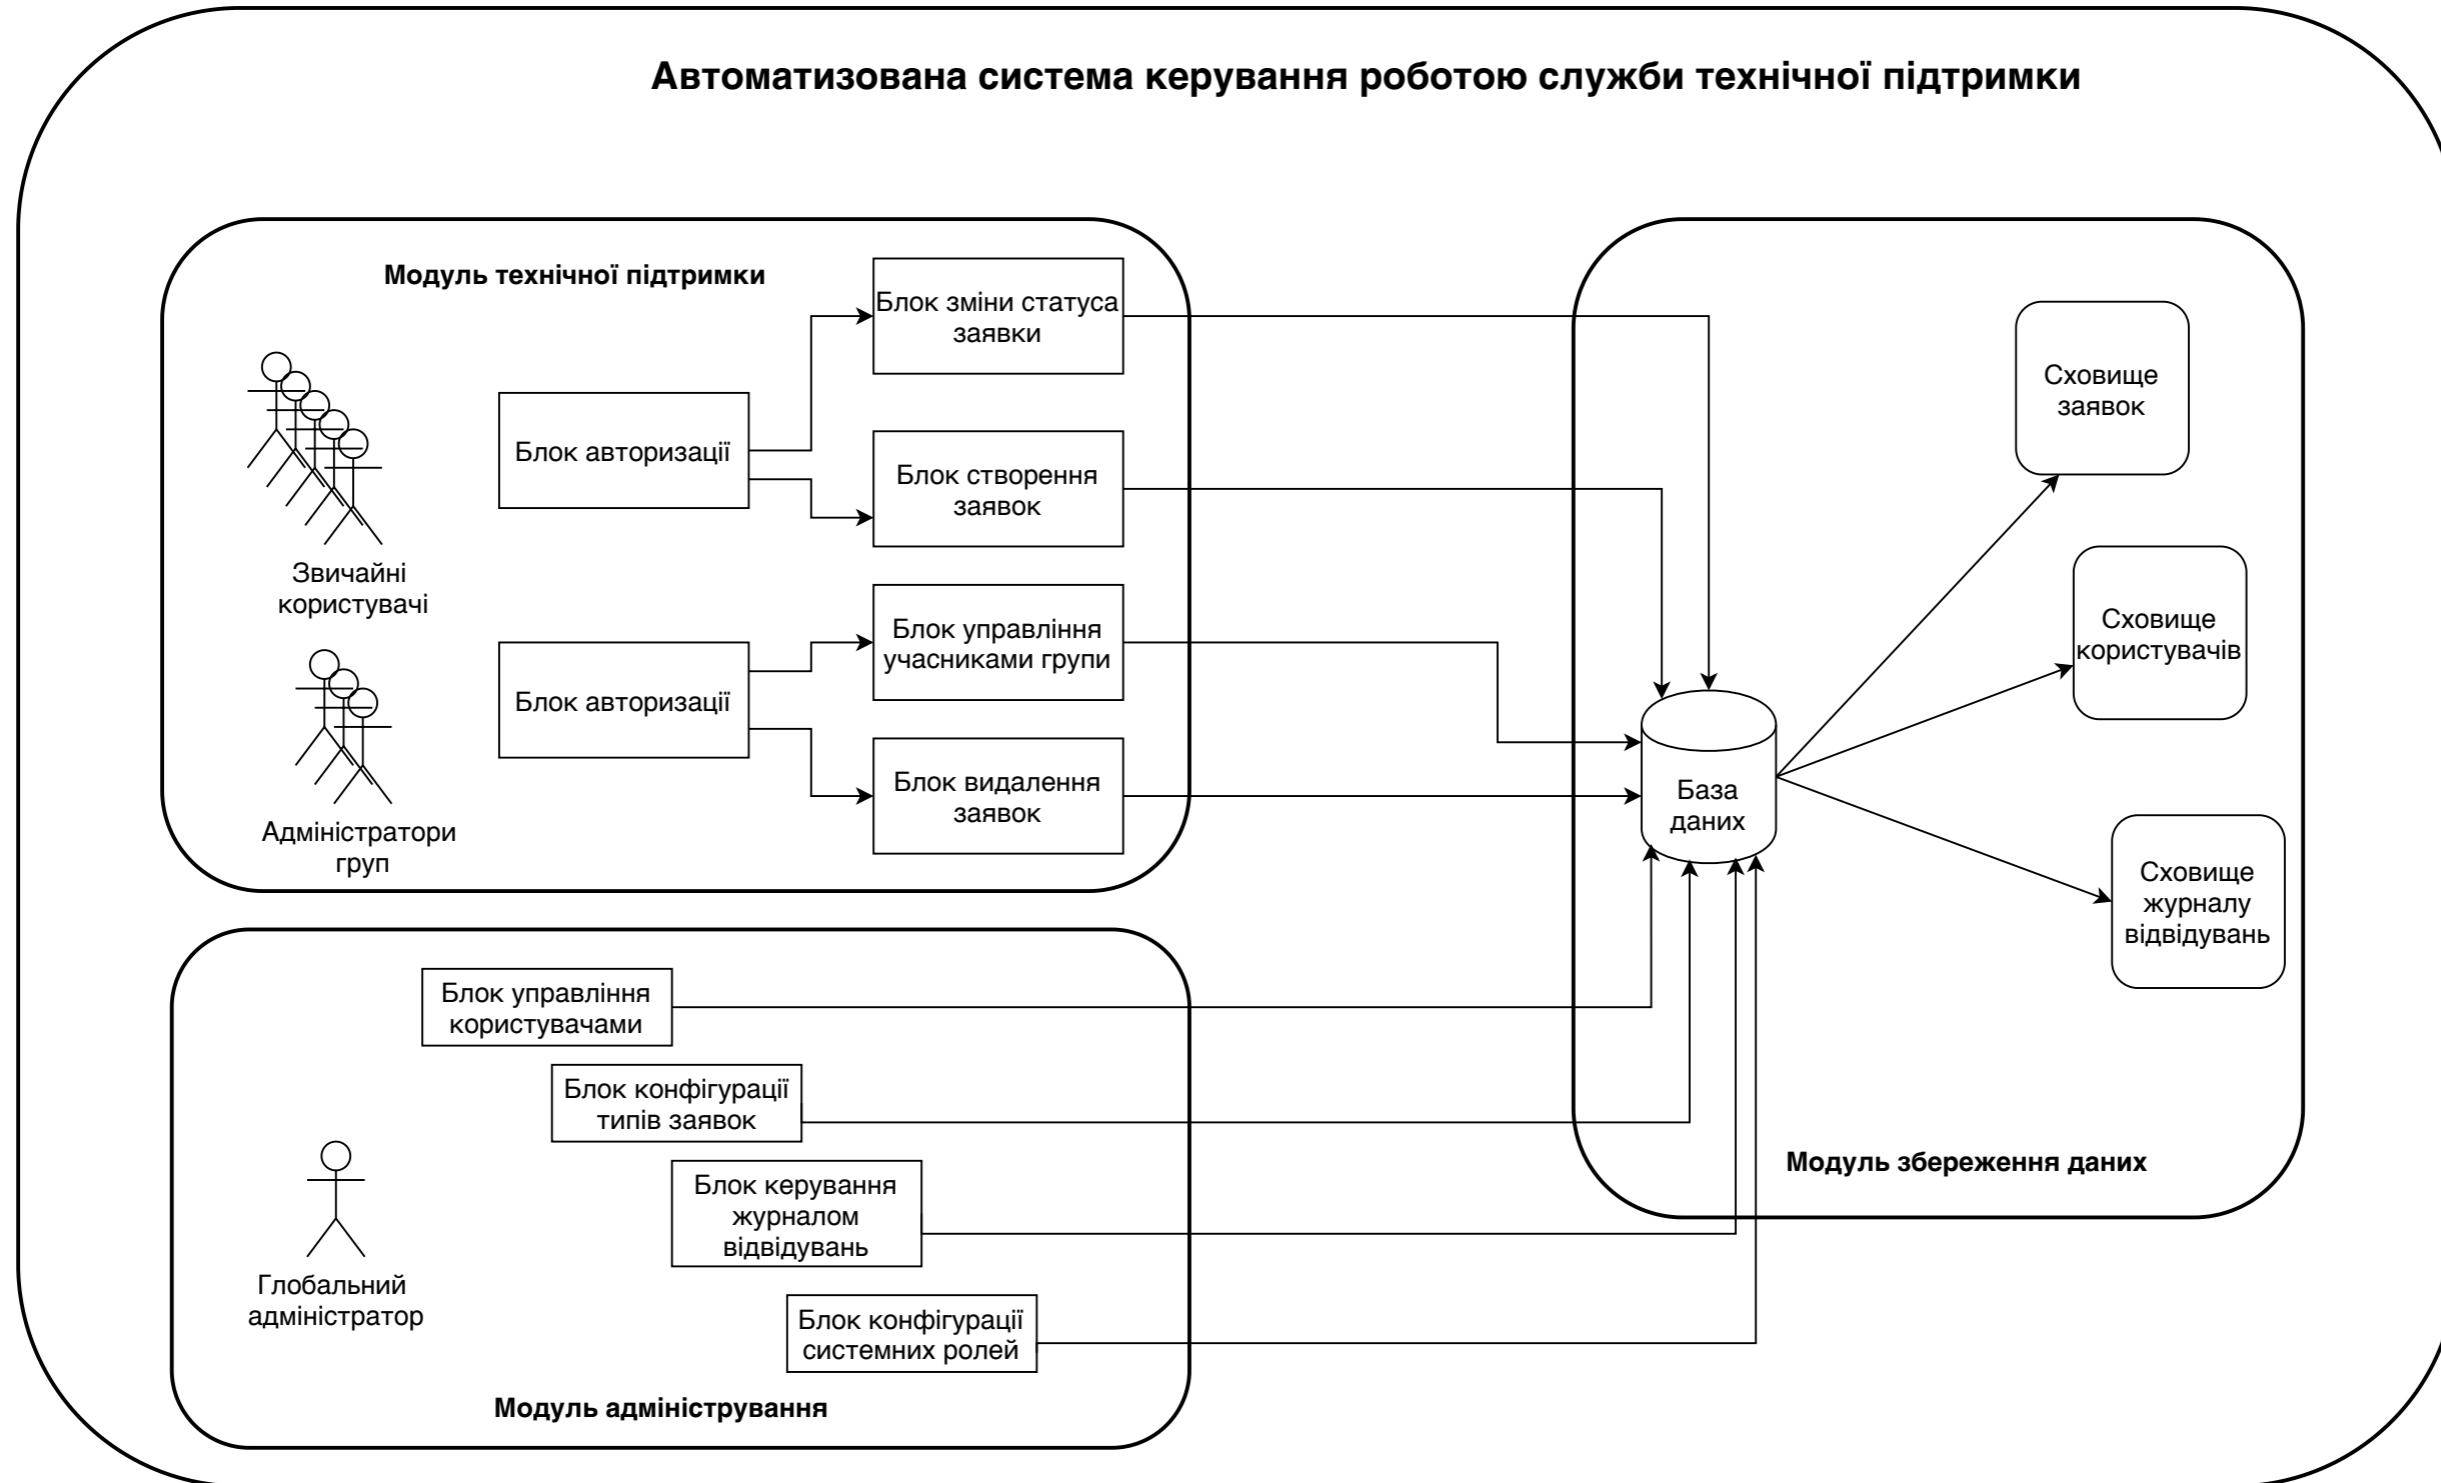 Автоматизована система керування роботою служби технічної підтримки
Модуль технічної підтримки
Звичайні
користувачі
Адміністратори
груп
Блок авторизації
Блок зміни статуса
заявки
Блок створення
заявок
Блок авторизації
Блок управління
учасниками групи
Блок видалення
заявок
База
даних
Сховище
заявок
Сховище
користувачів
Сховище
журналу
відвідувань
Модуль збереження даних
Блок управління
користувачами
Блок конфігурації
типів заявок
Блок керування
журналом
відвідувань
Блок конфігурації
системних ролей
Глобальний
адміністратор
Модуль адміністрування